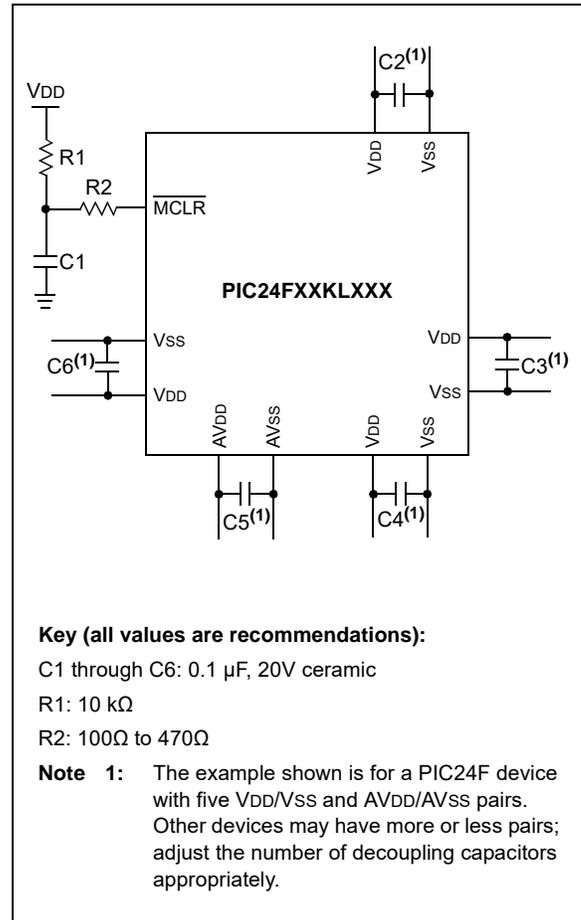 C2(1)
VDD
R1
R2
C1
MCLR
VDD
VSS
PIC24FXXKLXXX
VSS
VDD
C6(1)
VDD
VSS
C3(1)
AVDD
AVSS
VDD
VSS
C5(1)
C4(1)
Key (all values are recommendations):
C1 through C6: 0.1 µF, 20V ceramic
R1: 10 kΩ
R2: 100Ω to 470Ω
Note 1: The example shown is for a PIC24F device
with five VDD/VSS and AVDD/AVSS pairs.
Other devices may have more or less pairs;
adjust the number of decoupling capacitors
appropriately.